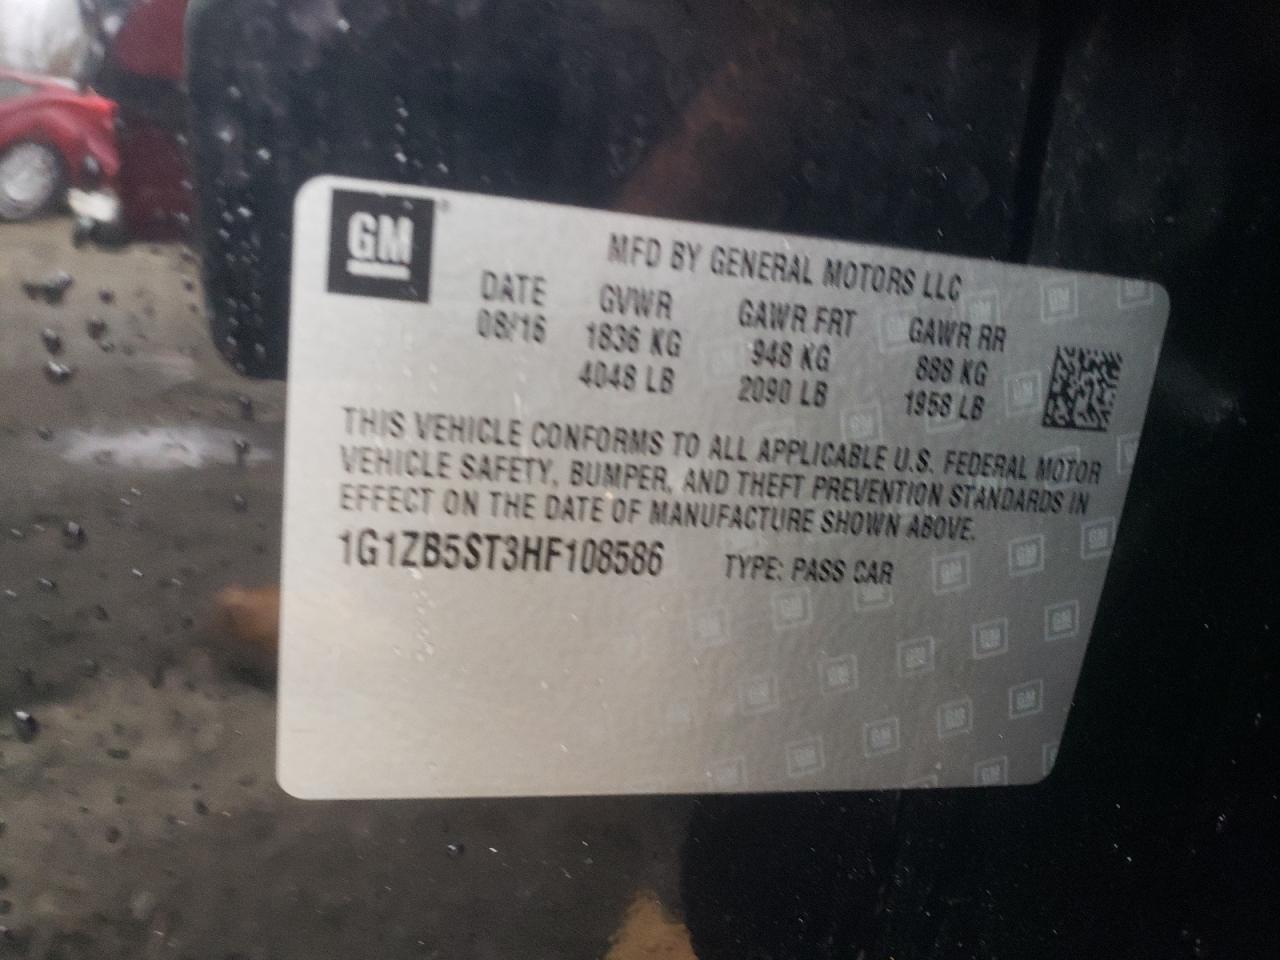 GM
MFD BY GENERAL MOTORS LLC
DATE GVWR GAWR FRT GAWR RR
08/16 1836 KG 948 KG 888 KG
4048 LB 2090 LB 1958 LB
THIS VEHICLE CONFORMS TO ALL APPLICABLE U.S. FEDERAL MOTOR
VEHICLE SAFETY, BUMPER, AND THEFT PREVENTION STANDARDS IN
EFFECT ON THE DATE OF MANUFACTURE SHOWN ABOVE.
1G1ZB5ST3HF108586 TYPE: PASS CAR